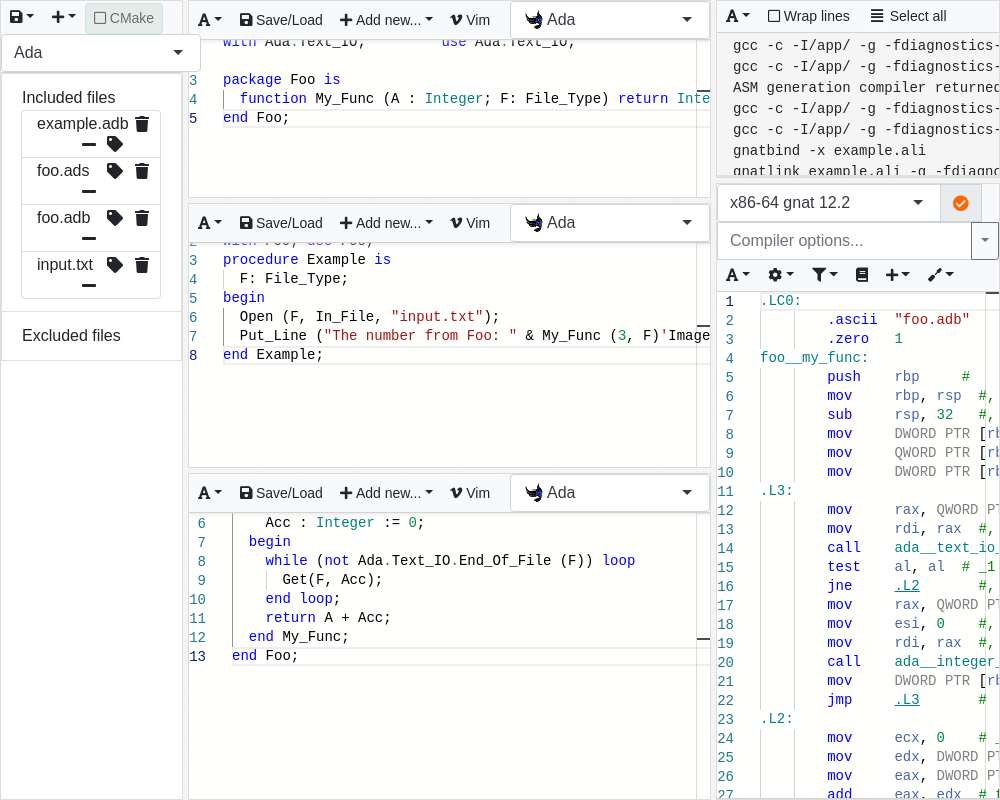 CMake
Ada
Included files
example.adb
foo.ads
foo.adb
input.txt
Excluded files
A Save/Load Add new... Vim Ada
with Ada.Text_IO; use Ada.Text_IO;
3 package Foo is
4 function My_Func (A : Integer; F: File_Type) return Inte
5 end Foo;
A Save/Load Add new... Vim Ada
2 with Foo; use Foo;
3 procedure Example is
4 F: File_Type;
5 begin
6 Open (F, In_File, "input.txt");
7 Put_Line ("The number from Foo: " & My_Func (3, F)'Image
8 end Example;
A Save/Load Add new... Vim Ada
6 Acc : Integer := 0;
7 begin
8 while (not Ada.Text_IO.End_Of_File (F)) loop
9 Get(F, Acc);
10 end loop;
11 return A + Acc;
12 end My_Func;
13 end Foo;
A Wrap lines Select all
gcc -c -I/app/ -g -fdiagnostics-
gcc -c -I/app/ -g -fdiagnostics-
ASM generation compiler returned
gcc -c -I/app/ -g -fdiagnostics-
gcc -c -I/app/ -g -fdiagnostics-
gnatbind -x example.ali
gnatlink example.ali -g -fdiagno
x86-64 gnat 12.2
Compiler options...
A
1 .LC0:
2 .ascii "foo.adb"
3 .zero 1
4 foo__my_func:
5 push rbp #
6 mov rbp, rsp #,
7 sub rsp, 32 #,
8 mov DWORD PTR [rb
9 mov QWORD PTR [rb
10 mov DWORD PTR [rb
11 .L3:
12 mov rax, QWORD PT
13 mov rdi, rax #,
14 call ada__text_io_
15 test al, al # _1
16 jne .L2 #,
17 mov rax, QWORD PT
18 mov esi, 0 #,
19 mov rdi, rax #,
20 call ada__integer_
21 mov DWORD PTR [rb
22 jmp .L3 #
23 .L2:
24 mov ecx, 0 # _
25 mov edx, DWORD PT
26 mov eax, DWORD PT
27 add eax, edx # t